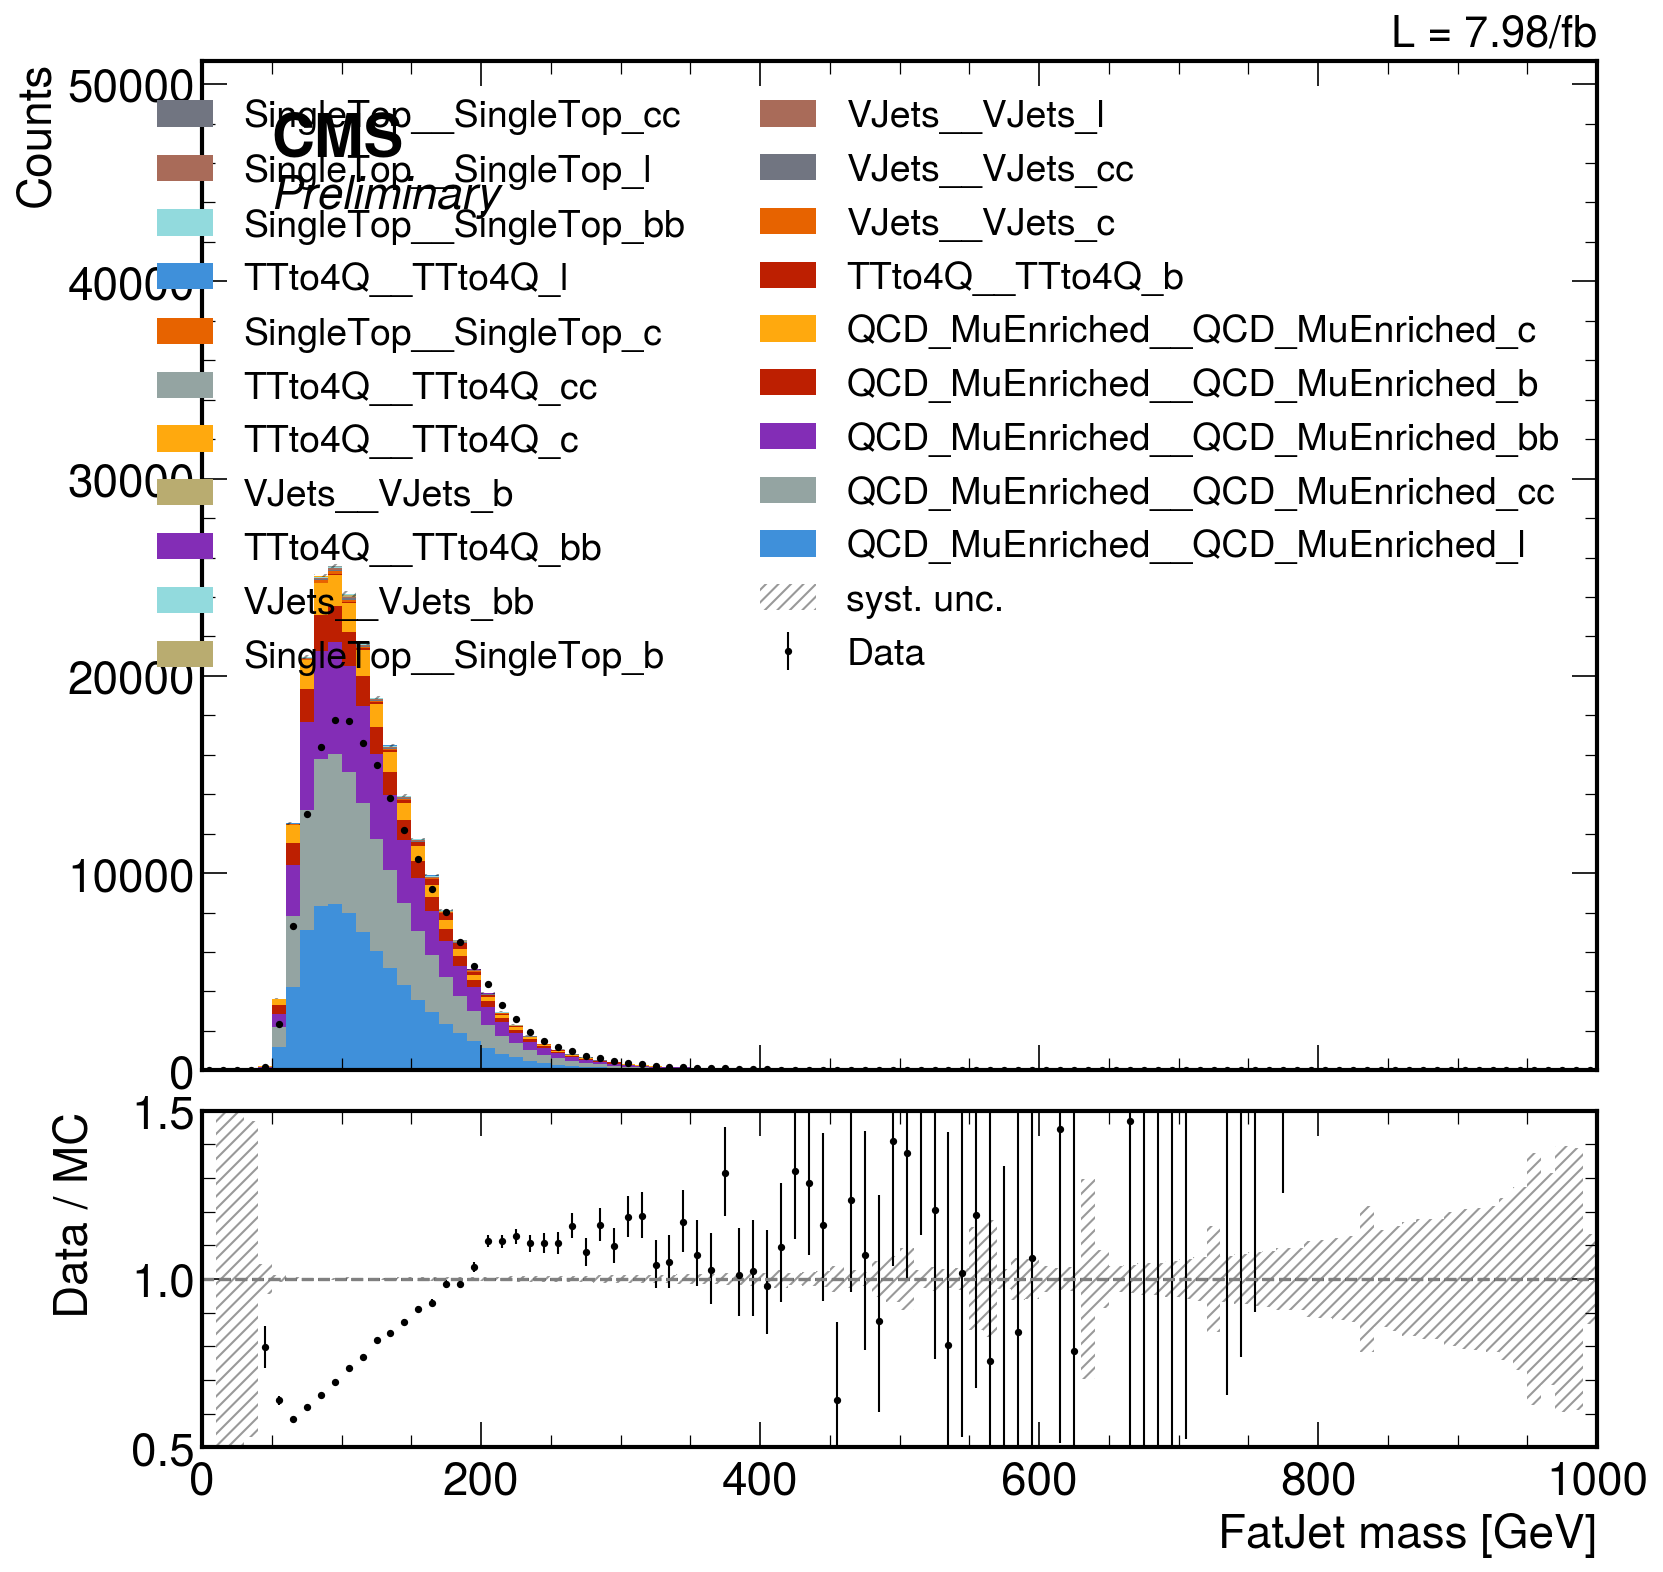 L = 7.98/fb
Counts
50000
40000
30000
20000
10000
0
CMS
Preliminary
SingleTop__SingleTop_cc
SingleTop__SingleTop_l
SingleTop__SingleTop_bb
TTto4Q__TTto4Q_l
SingleTop__SingleTop_c
TTto4Q__TTto4Q_cc
TTto4Q__TTto4Q_c
VJets__VJets_b
TTto4Q__TTto4Q_bb
VJets__VJets_bb
SingleTop__SingleTop_b
VJets__VJets_l
VJets__VJets_cc
VJets__VJets_c
TTto4Q__TTto4Q_b
QCD_MuEnriched__QCD_MuEnriched_c
QCD_MuEnriched__QCD_MuEnriched_b
QCD_MuEnriched__QCD_MuEnriched_bb
QCD_MuEnriched__QCD_MuEnriched_cc
QCD_MuEnriched__QCD_MuEnriched_l
syst. unc.
Data
Data / MC
1.5
1.0
0.5
0
200
400
600
800
1000
FatJet mass [GeV]